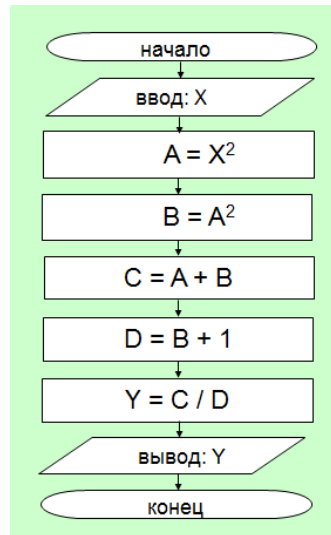 начало
ввод: X
A = X²
B = A²
C = A + B
D = B + 1
Y = C / D
вывод: Y
конец